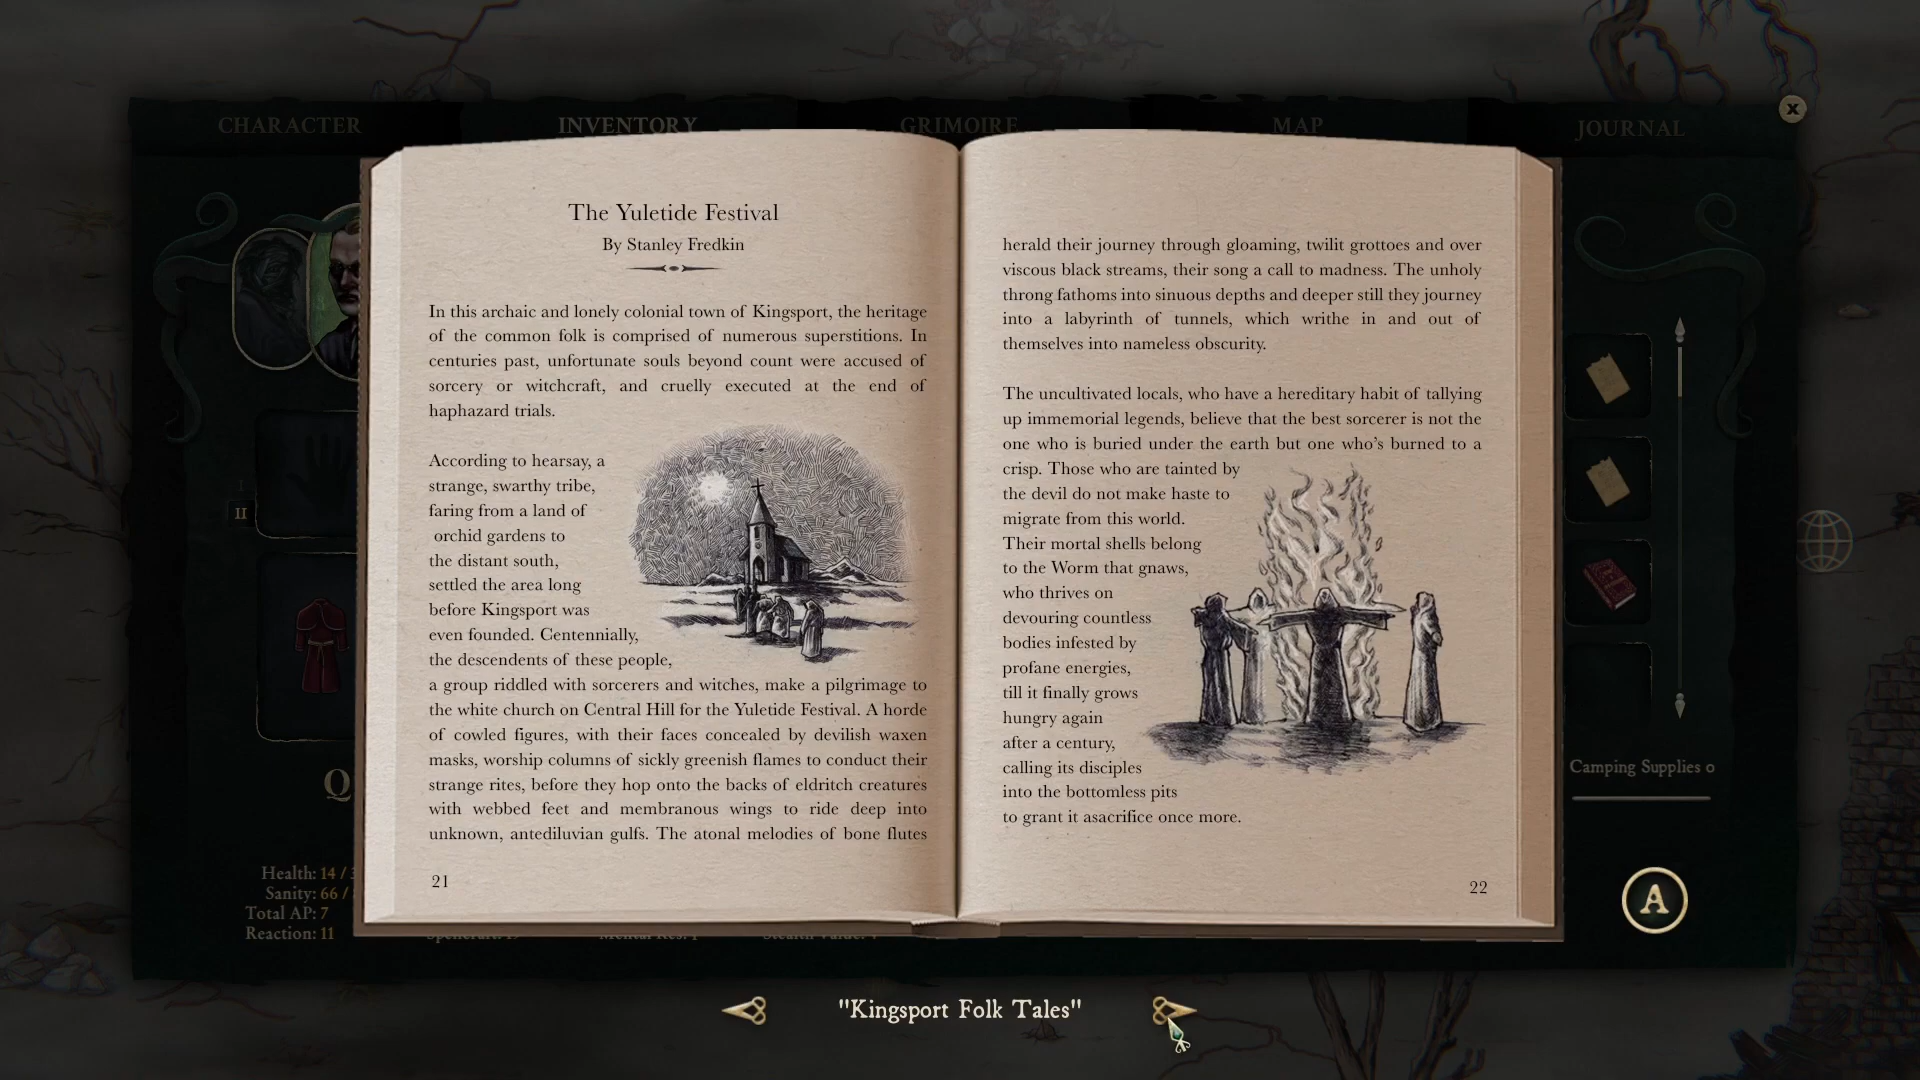 CHARACTER
INVENTORY
GRIMOIRE
MAP
JOURNAL
x
The Yuletide Festival
By Stanley Fredkin
In this archaic and lonely colonial town of Kingsport, the heritage
of the common folk is comprised of numerous superstitions. In
centuries past, unfortunate souls beyond count were accused of
sorcery or witchcraft, and cruelly executed at the end of
haphazard trials.
According to hearsay, a
strange, swarthy tribe,
faring from a land of
orchid gardens to
the distant south,
settled the area long
before Kingsport was
even founded. Centennially,
the descendents of these people,
a group riddled with sorcerers and witches, make a pilgrimage to
the white church on Central Hill for the Yuletide Festival. A horde
of cowled figures, with their faces concealed by devilish waxen
masks, worship columns of sickly greenish flames to conduct their
strange rites, before they hop onto the backs of eldritch creatures
with webbed feet and membranous wings to ride deep into
unknown, antediluvian gulfs. The atonal melodies of bone flutes
21
herald their journey through gloaming, twilit grottoes and over
viscous black streams, their song a call to madness. The unholy
throng fathoms into sinuous depths and deeper still they journey
into a labyrinth of tunnels, which writhe in and out of
themselves into nameless obscurity.
The uncultivated locals, who have a hereditary habit of tallying
up immemorial legends, believe that the best sorcerer is not the
one who is buried under the earth but one who's burned to a
crisp. Those who are tainted by
the devil do not make haste to
migrate from this world.
Their mortal shells belong
to the Worm that gnaws,
who thrives on
devouring countless
bodies infested by
profane energies,
till it finally grows
hungry again
after a century,
calling its disciples
into the bottomless pits
to grant it asacrifice once more.
22
I
II
Q
Health: 14 / 3
Sanity: 66 /
Total AP: 7
Reaction: 11
Camping Supplies 0
A
"Kingsport Folk Tales"